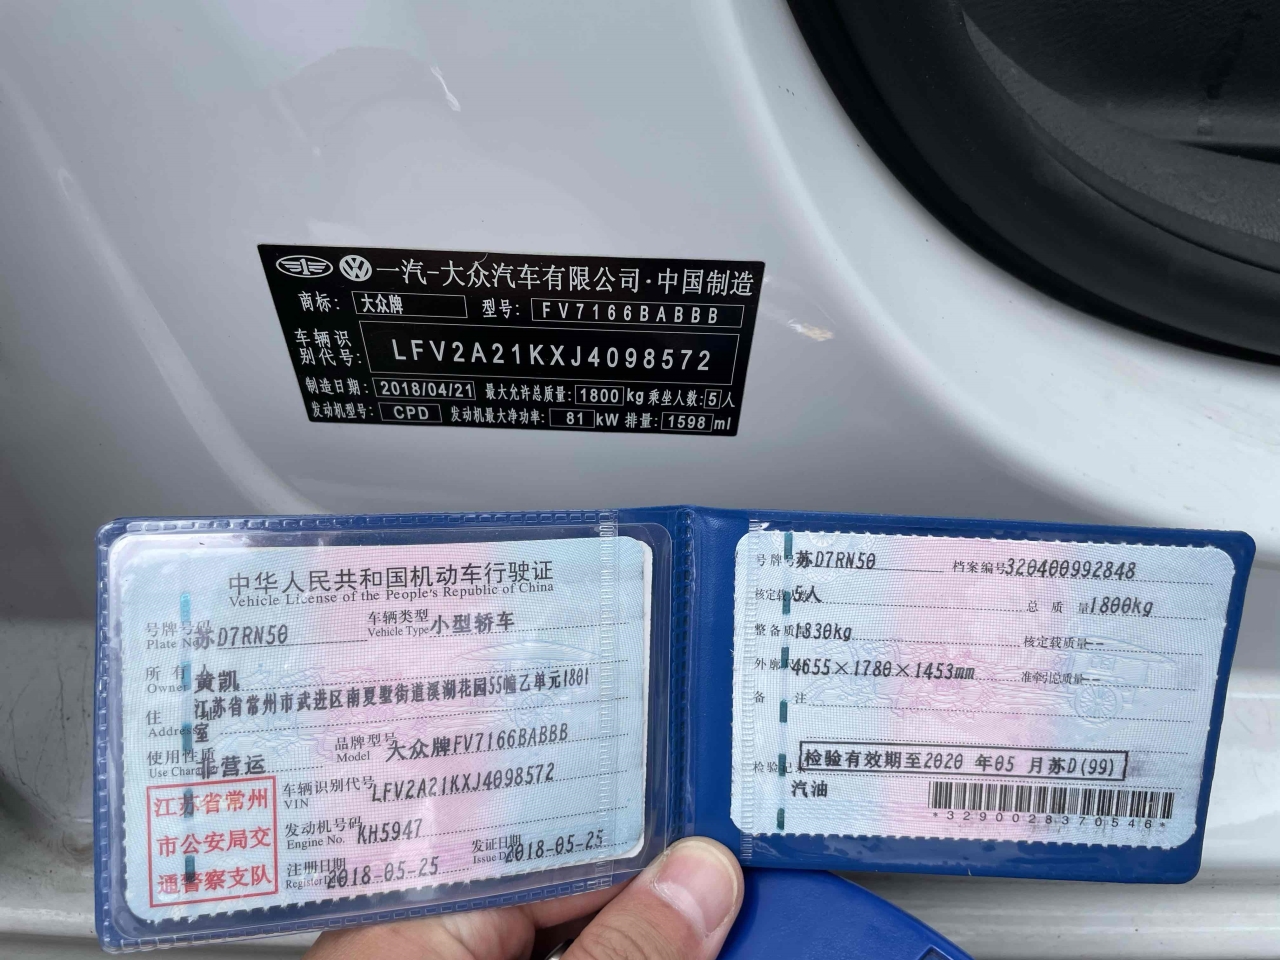 一汽-大众汽车有限公司·中国制造
商标: 大众牌 型号: FV7166BABBB
车辆识别代号: LFV2A21KXJ4098572
制造日期: 2018/04/21 最大允许总质量: 1800 kg 乘坐人数: 5 人
发动机型号: CPD 发动机最大净功率: 81 kW 排量: 1598 ml
中华人民共和国机动车行驶证
Vehicle License of the People's Republic of China
号牌号码 苏D7RN50 车辆类型 小型轿车
Plate No. Vehicle Type
所有人 黄凯
Owner
住址 江苏省常州市武进区南夏墅街道溪湖花园55幢乙单元1801
Address 室
使用性质 非营运 品牌型号 大众牌FV7166BABBB
Use Character Model
江苏省常州
市公安局交
通警察支队
车辆识别代号 LFV2A21KXJ4098572
VIN
发动机号码 KH5947
Engine No.
注册日期 2018-05-25 发证日期 2018-05-25
Register Date Issue Date
号牌号码 苏D7RN50 档案编号 320400992848
核定载人数 5人 总质量 1800kg
整备质量 1330kg 核定载质量 --
外廓尺寸 4655×1780×1453mm 准牵引总质量 --
备注
检验记录 检验有效期至2020年05月苏D(99)
汽油
*3290028370546*